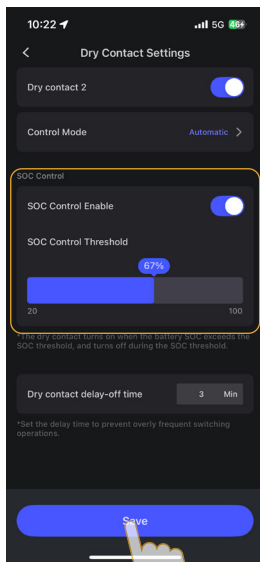 10:22 5G 46
Dry Contact Settings
Dry contact 2
Control Mode Automatic
SOC Control
SOC Control Enable
SOC Control Threshold
67%
20 100
*The dry contact turns on when the battery SOC exceeds the
SOC threshold, and turns off during the SOC threshold.
Dry contact delay-off time 3 Min
*Set the delay time to prevent overly frequent switching
operations.
Save